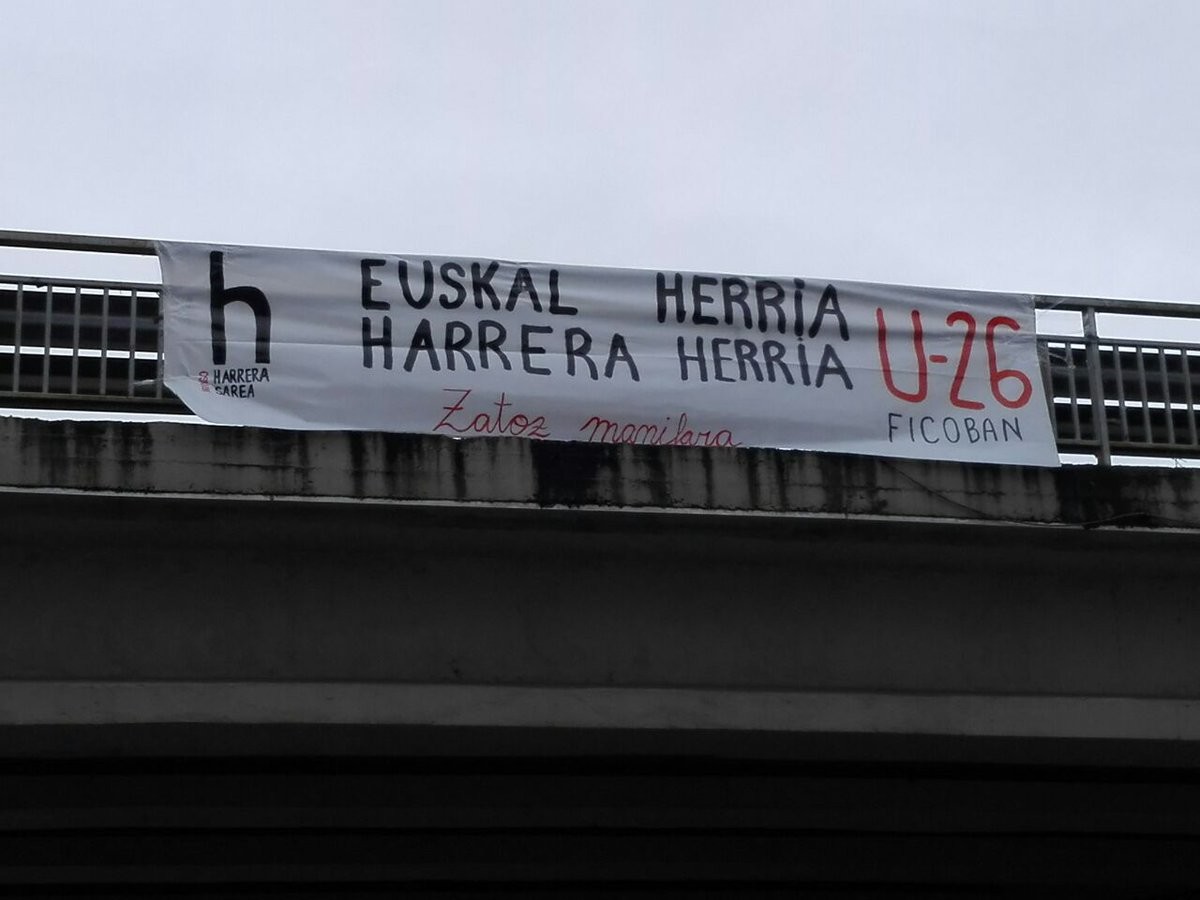 h
HARRERA
SAREA
EUSKAL HERRIA
HARRERA HERRIA
Zatoz manifara
U-26
FICOBAN